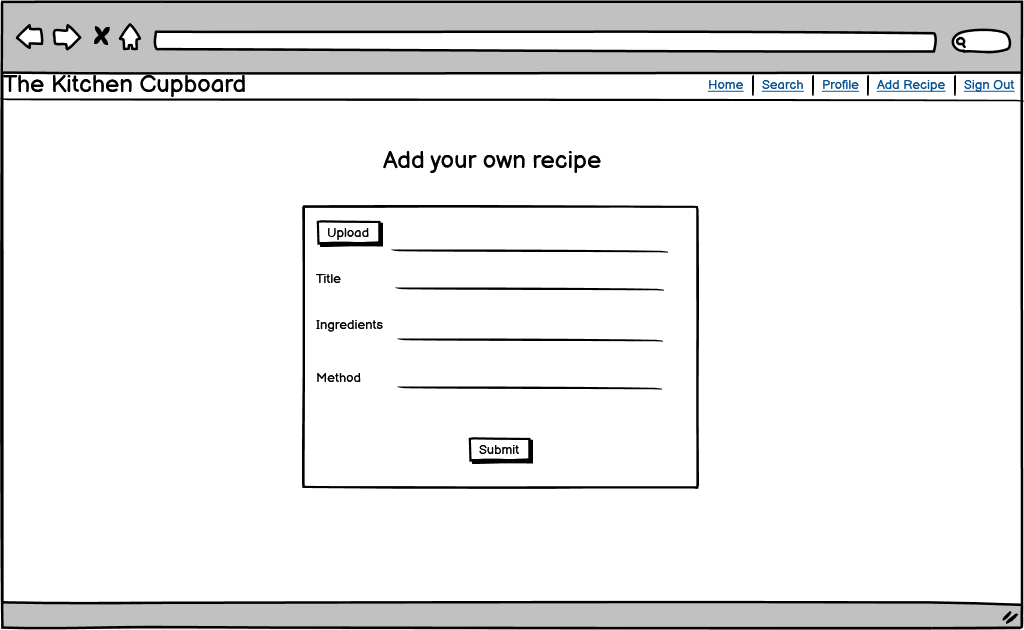 The Kitchen Cupboard
Home Search Profile Add Recipe Sign Out
Add your own recipe
Upload
Title
Ingredients
Method
Submit